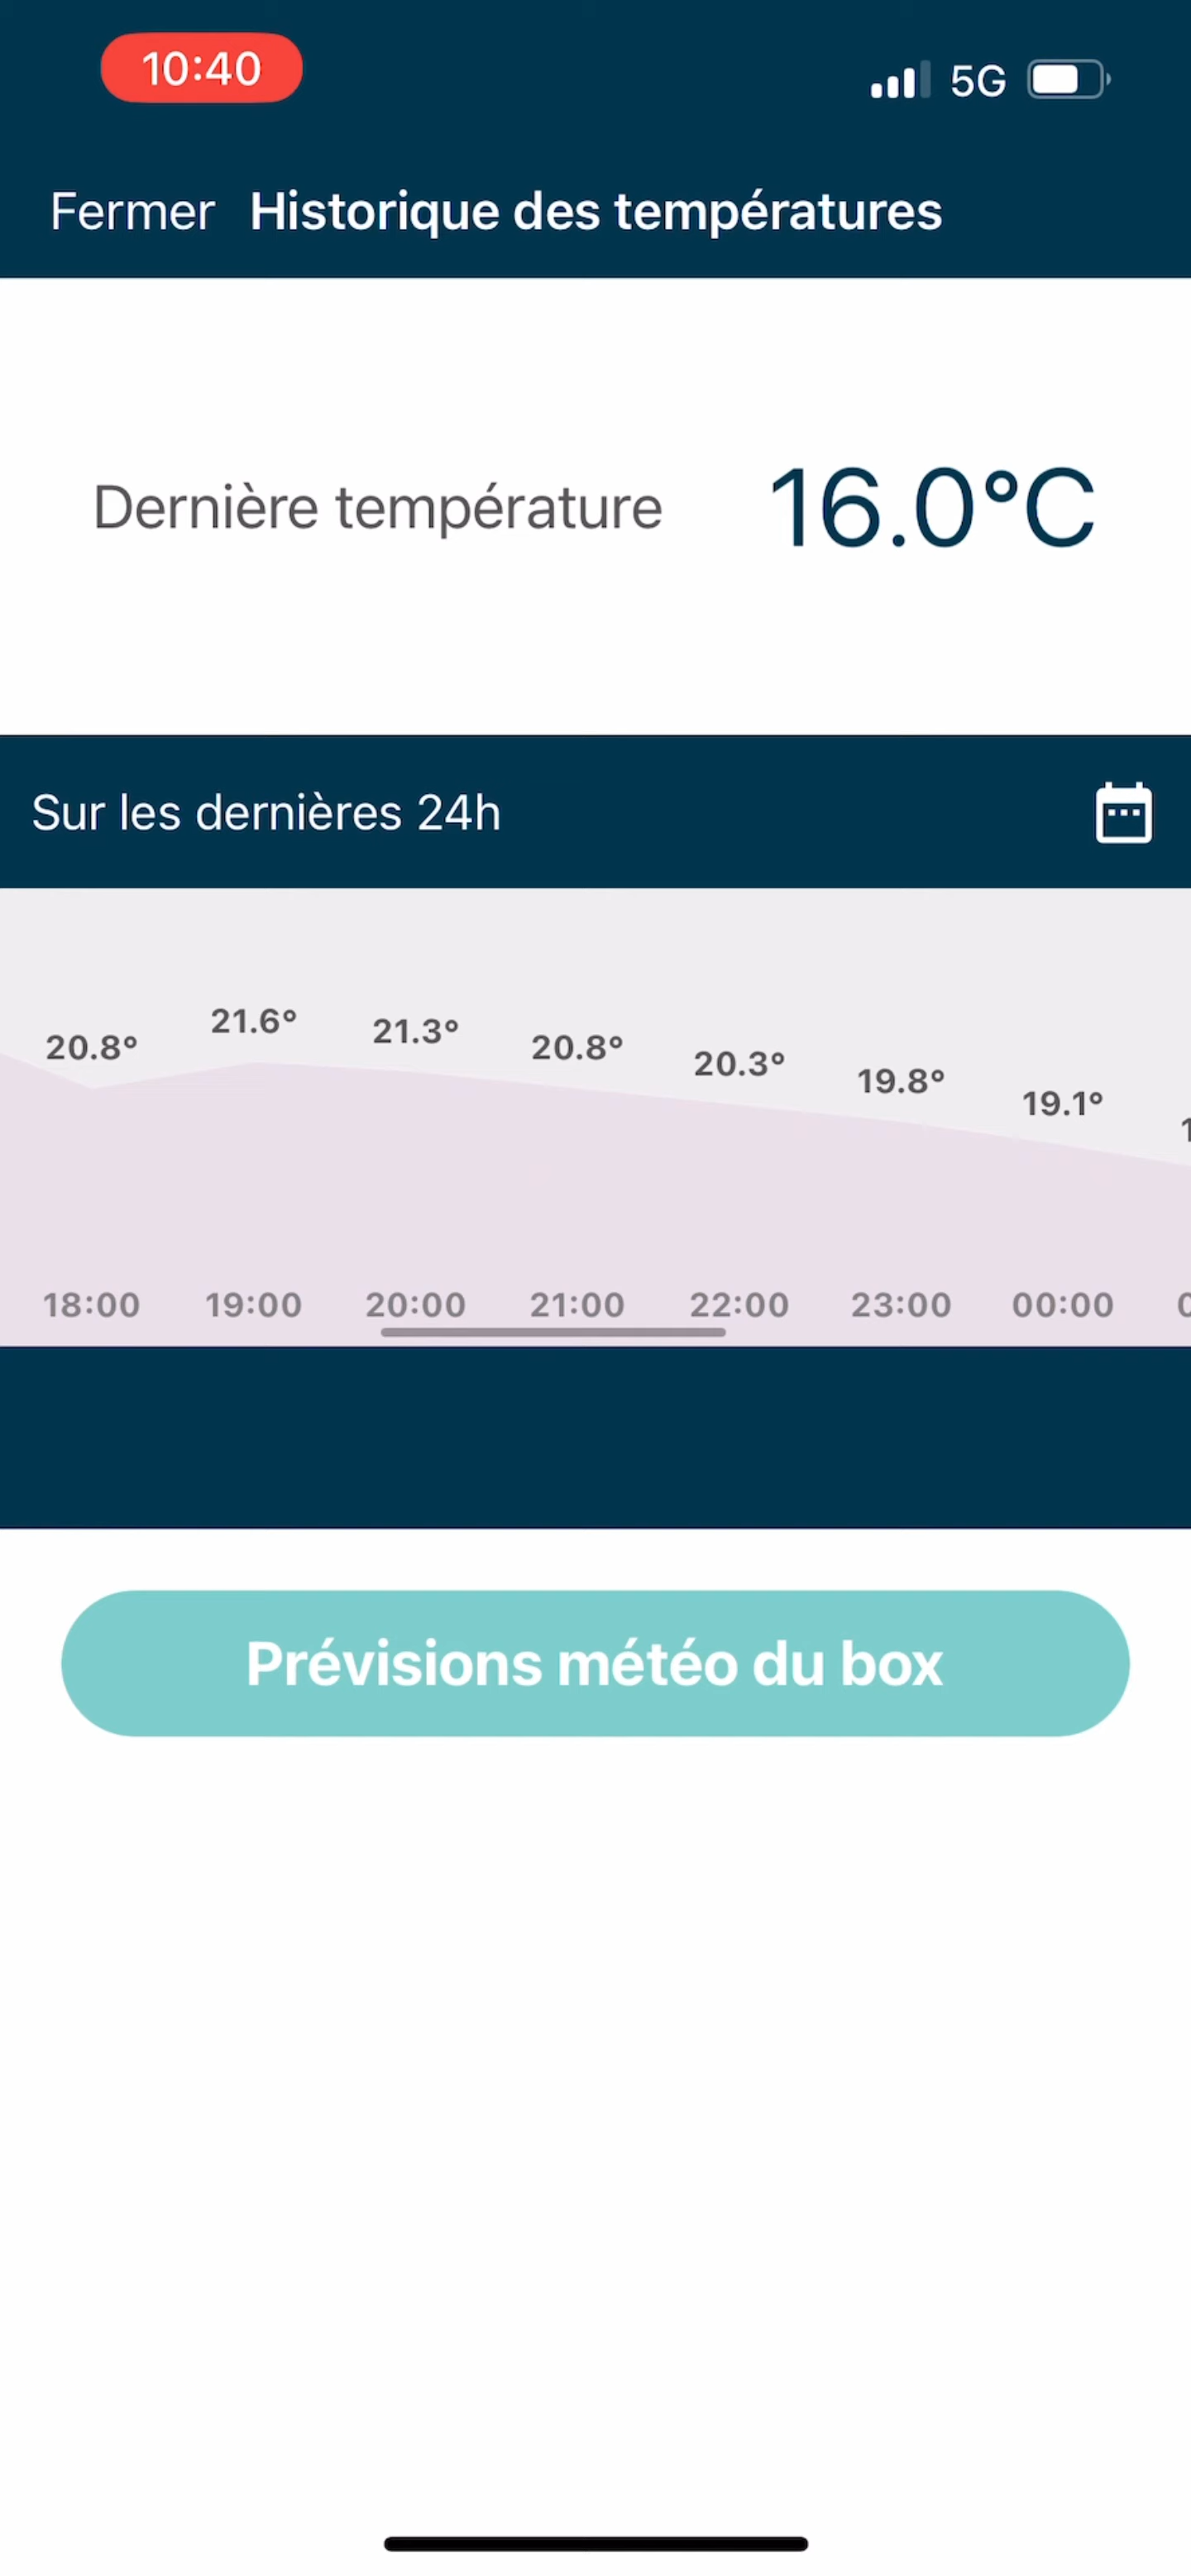 10:40
5G
Fermer Historique des températures
Dernière température 16.0°C
Sur les dernières 24h
20.8° 21.6° 21.3° 20.8° 20.3° 19.8° 19.1°
18:00 19:00 20:00 21:00 22:00 23:00 00:00
Prévisions météo du box